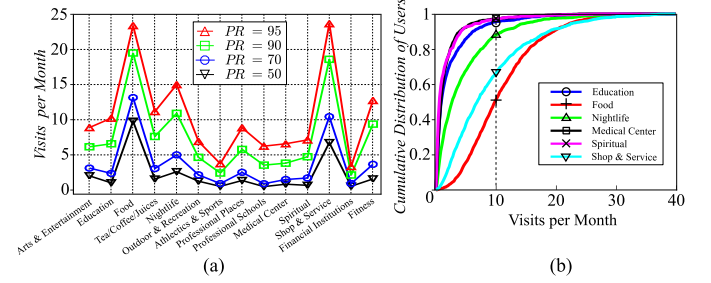 25
20
15
10
5
0
Visits per Month
PR = 95
PR = 90
PR = 70
PR = 50
Arts & Entertainment
Education
Food
Tea/Coffee/Juices
Nightlife
Outdoor & Recreation
Athletics & Sports
Professional Places
Professional Schools
Medical Center
Spiritual
Shop & Service
Financial Institutions
Fitness
(a)
Cumulative Distribution of Users
1
0.8
0.6
0.4
0.2
Education
Food
Nightlife
Medical Center
Spiritual
Shop & Service
0 10 20 30 40
Visits per Month
(b)